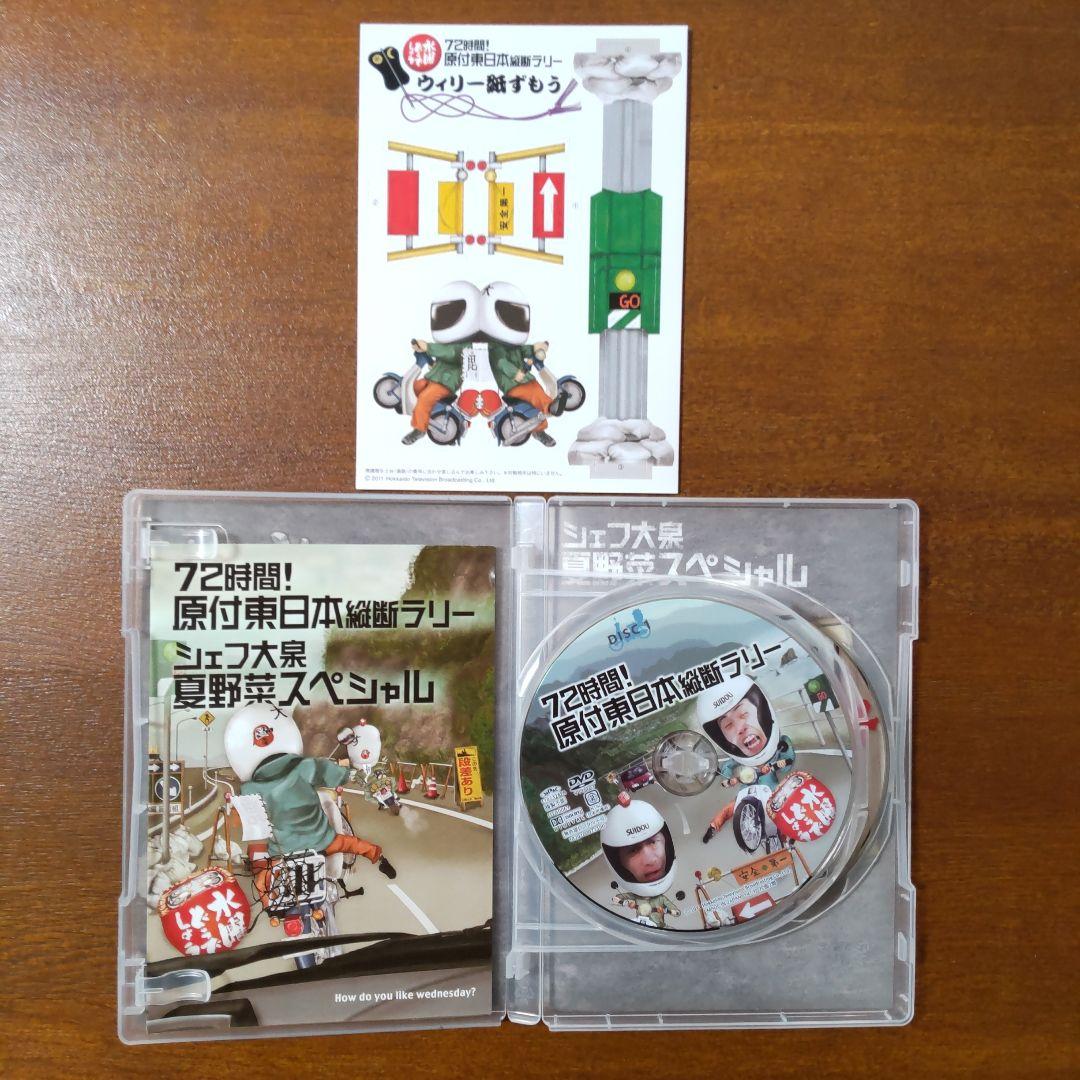 水曜
どうでしょう
72時間!
原付東日本縦断ラリー
ウィリー紙ずもう
安全第一
GO
© 2011 Hokkaido Television Broadcasting Co., Ltd
72時間!
原付東日本縦断ラリー
シェフ大泉
夏野菜スペシャル
大
段差あり
水曜
どうで
しょう
How do you like wednesday?
シェフ大泉
夏野菜スペシャル
DISC 1
72時間!
原付東日本縦断ラリー
SUIDOU
GO
DVD
SUIDOU
水曜
どうで
しょう
安全第一